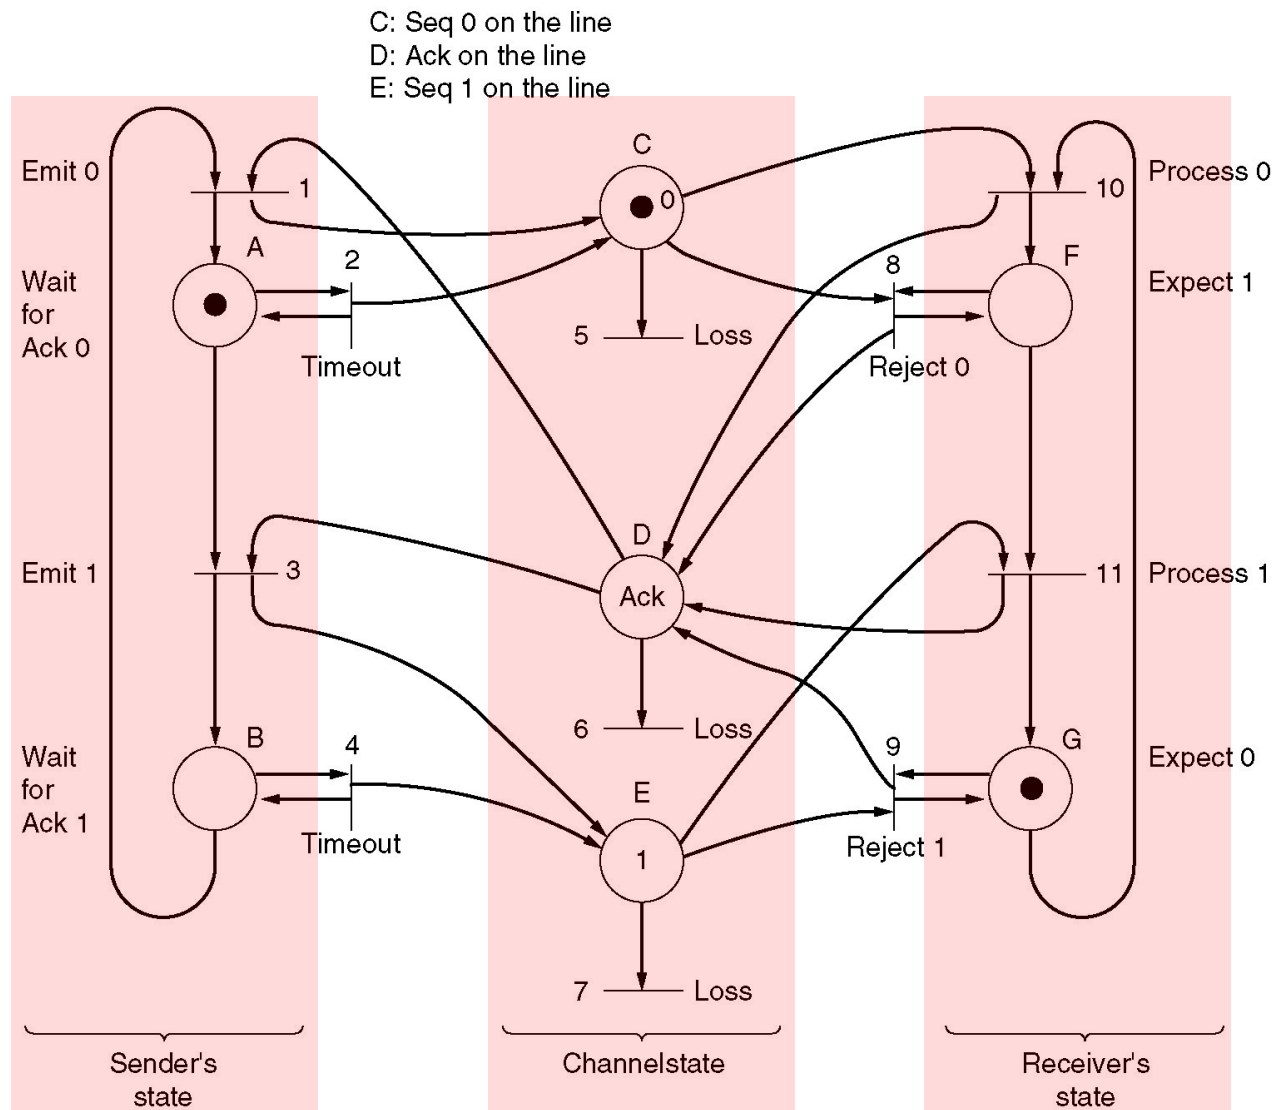 C: Seq 0 on the line
D: Ack on the line
E: Seq 1 on the line
C
Emit 0
1
0
10
Process 0
A
2
8
F
Wait
for
Ack 0
Expect 1
5
Loss
Timeout
Reject 0
D
Emit 1
3
Ack
11
Process 1
6
Loss
B
4
9
G
Wait
for
Ack 1
Expect 0
E
Timeout
1
Reject 1
7
Loss
Sender's
state
Channelstate
Receiver's
state